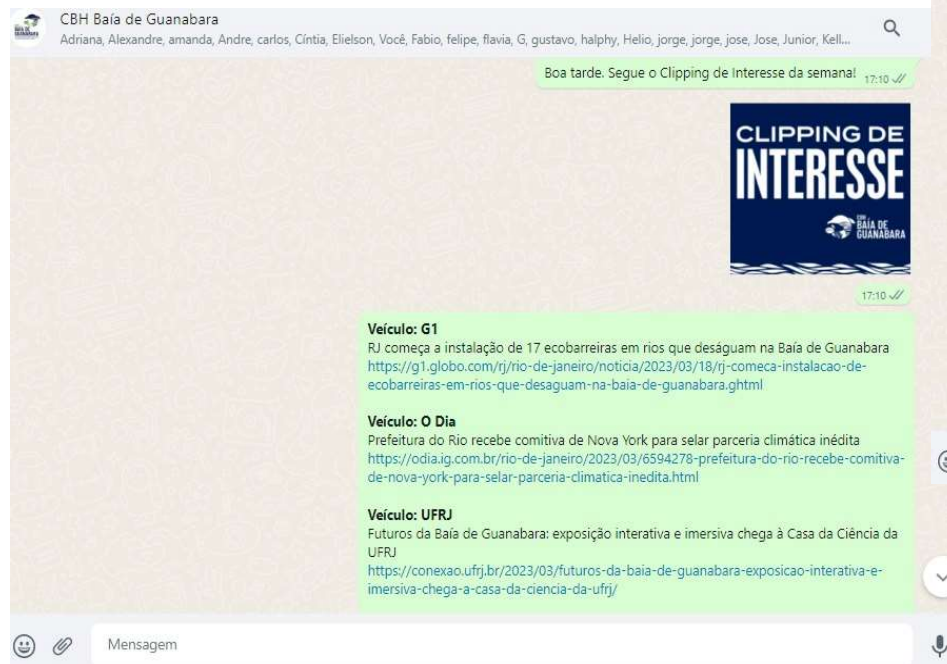 CBH Baía de Guanabara
Adriana, Alexandre, amanda, Andre, carlos, Cíntia, Elielson, Você, Fabio, felipe, flavia, G, gustavo, halphy, Helio, jorge, jorge, jose, Jose, Junior, Kell...
Boa tarde. Segue o Clipping de Interesse da semana! 17:10
CLIPPING DE
INTERESSE
CBH
BAÍA DE
GUANABARA
17:10
Veículo: G1
RJ começa a instalação de 17 ecobarreiras em rios que deságuam na Baía de Guanabara
https://g1.globo.com/rj/rio-de-janeiro/noticia/2023/03/18/rj-comeca-instalacao-de-
ecobarreiras-em-rios-que-desaguam-na-baia-de-guanabara.ghtml
Veículo: O Dia
Prefeitura do Rio recebe comitiva de Nova York para selar parceria climática inédita
https://odia.ig.com.br/rio-de-janeiro/2023/03/6594278-prefeitura-do-rio-recebe-comitiva-
de-nova-york-para-selar-parceria-climatica-inedita.html
Veículo: UFRJ
Futuros da Baía de Guanabara: exposição interativa e imersiva chega à Casa da Ciência da
UFRJ
https://conexao.ufrj.br/2023/03/futuros-da-baia-de-guanabara-exposicao-interativa-e-
imersiva-chega-a-casa-da-ciencia-da-ufrj/
Mensagem